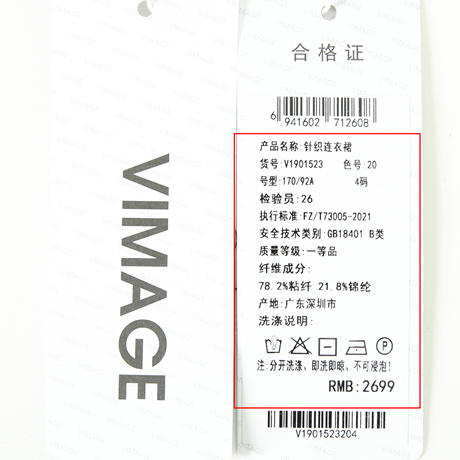 VIMAGE
合格证
6 941602 712608
产品名称:针织连衣裙
货号:V1901523 色号:20
号型:170/92A 4码
检验员:26
执行标准:FZ/T73005-2021
安全技术类别:GB18401 B类
质量等级:一等品
纤维成分:
78.2%粘纤 21.8%锦纶
产地:广东深圳市
洗涤说明:
P
注:分开洗涤、即洗即晾、不可浸泡!
RMB:2699
V1901523204